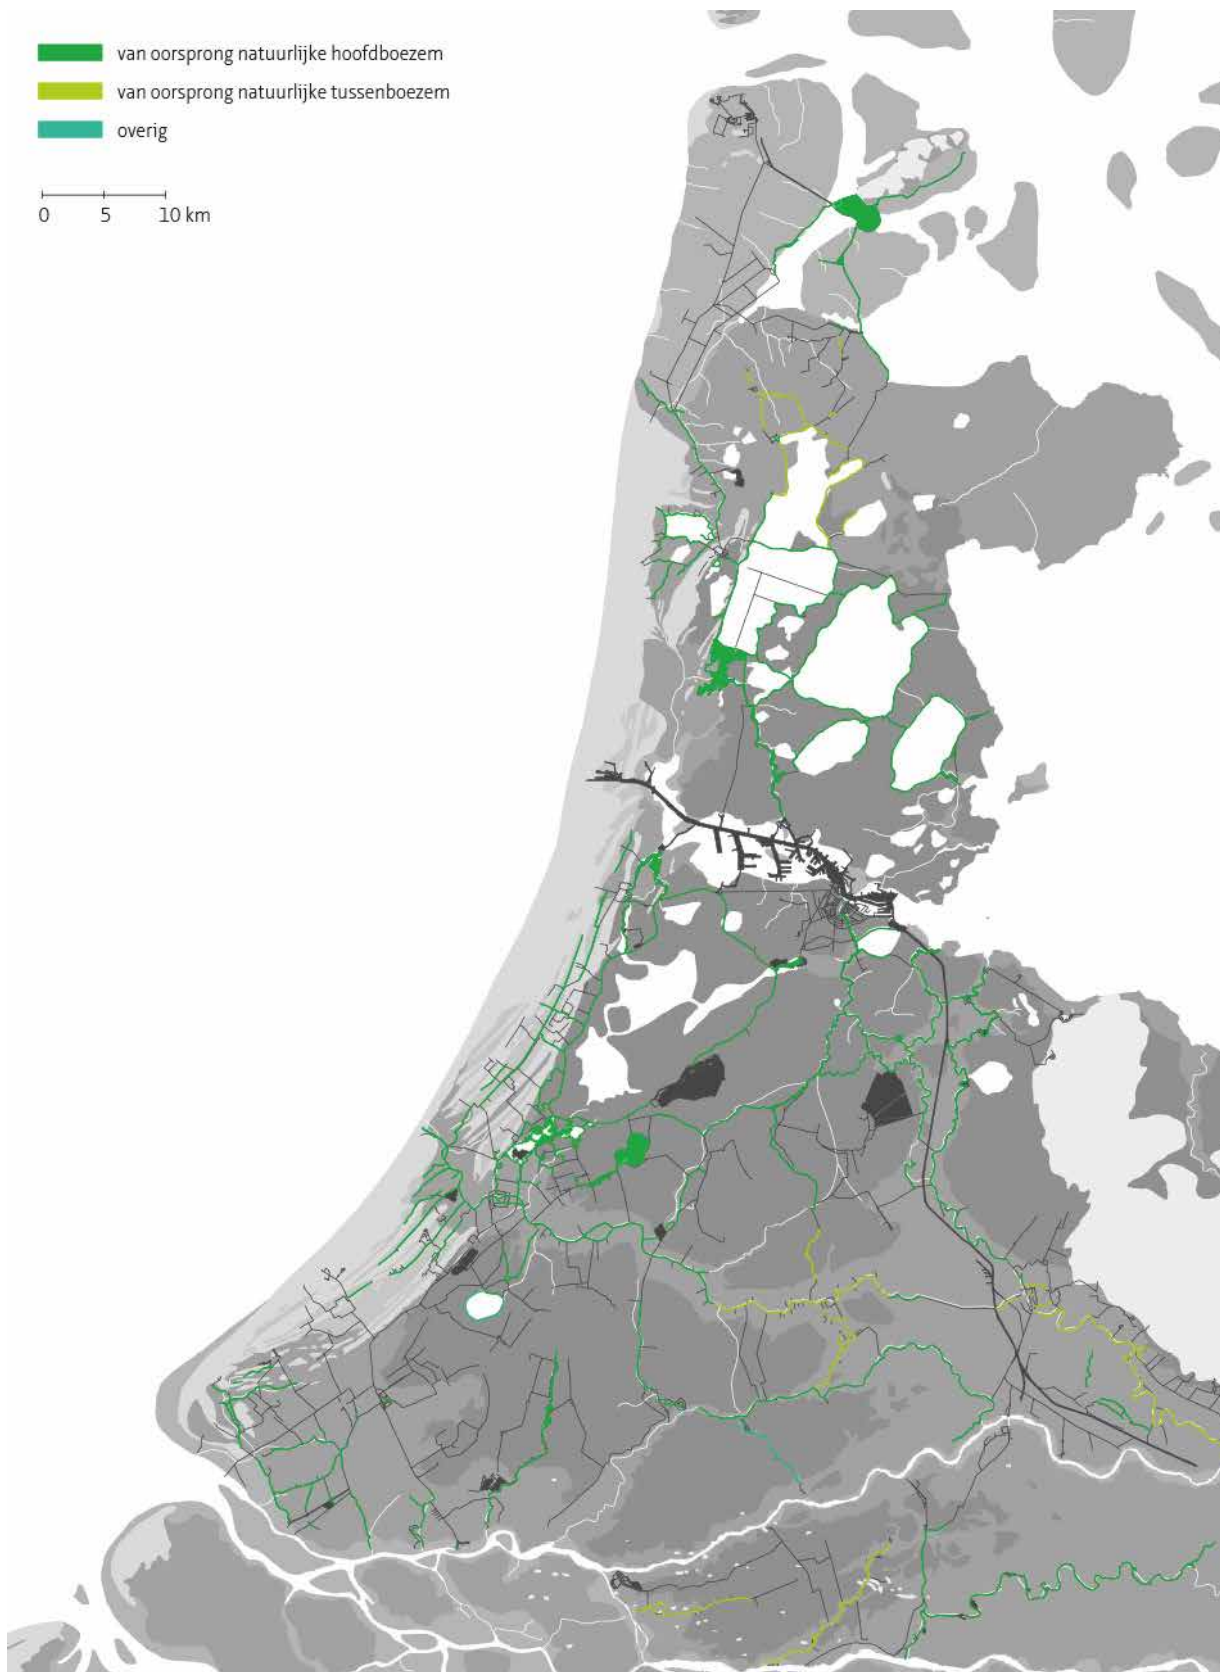 van oorsprong natuurlijke hoofdboezem
van oorsprong natuurlijke tussenboezem
overig
0 5 10 km